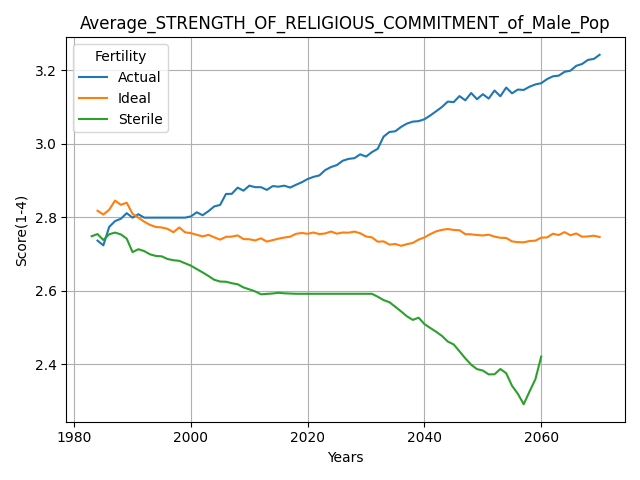 Average_STRENGTH_OF_RELIGIOUS_COMMITMENT_of_Male_Pop
Fertility
Actual
Ideal
Sterile
Score(1-4)
3.2
3.0
2.8
2.6
2.4
1980
2000
2020
2040
2060
Years